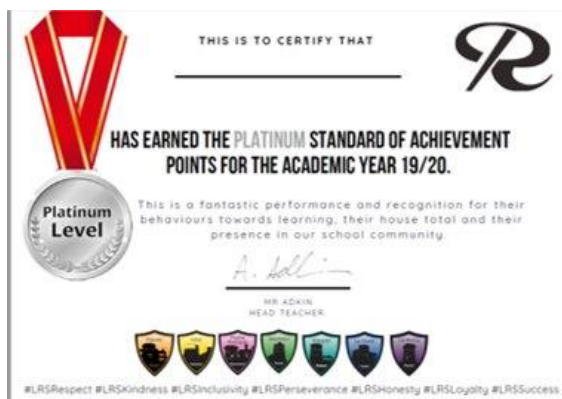 THIS IS TO CERTIFY THAT
R
HAS EARNED THE PLATINUM STANDARD OF ACHIEVEMENT
POINTS FOR THE ACADEMIC YEAR 19/20.
Platinum
Level
This is a fantastic performance and recognition for their
behaviours towards learning, their house total and their
presence in our school community.
MR ADKIN
HEAD TEACHER
#LRSRespect #LRSKindness #LRSInclusivity #LRSPerseverance #LRSHonesty #LRSLoyalty #LRSSuccess